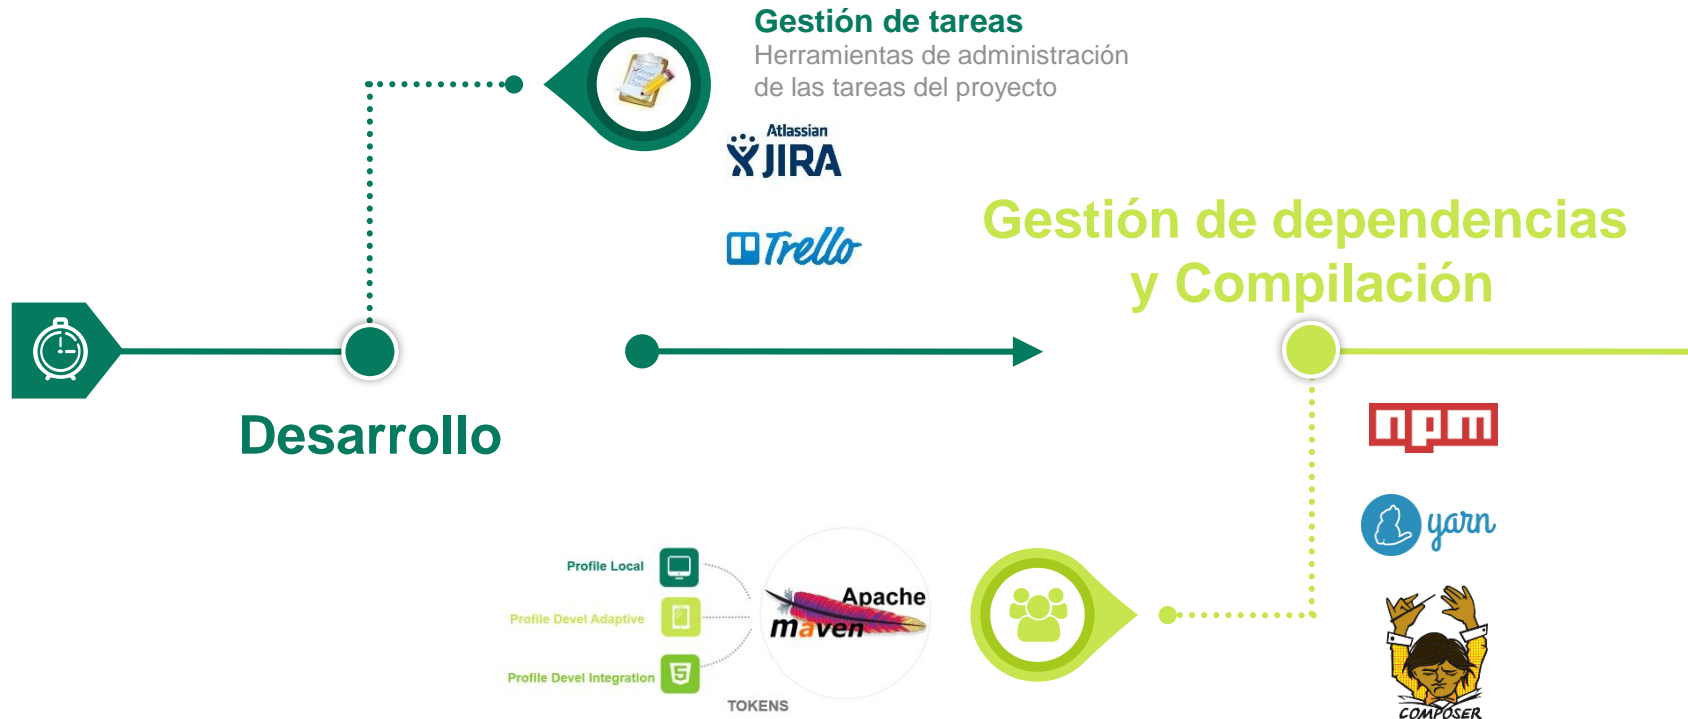 Gestión de tareas
Herramientas de administración
de las tareas del proyecto
Atlassian
JIRA
Trello
Gestión de dependencias
y Compilación
Desarrollo
npm
yarn
Profile Local
Profile Devel Adaptive
Profile Devel Integration
Apache
maven
TOKENS
COMPOSER